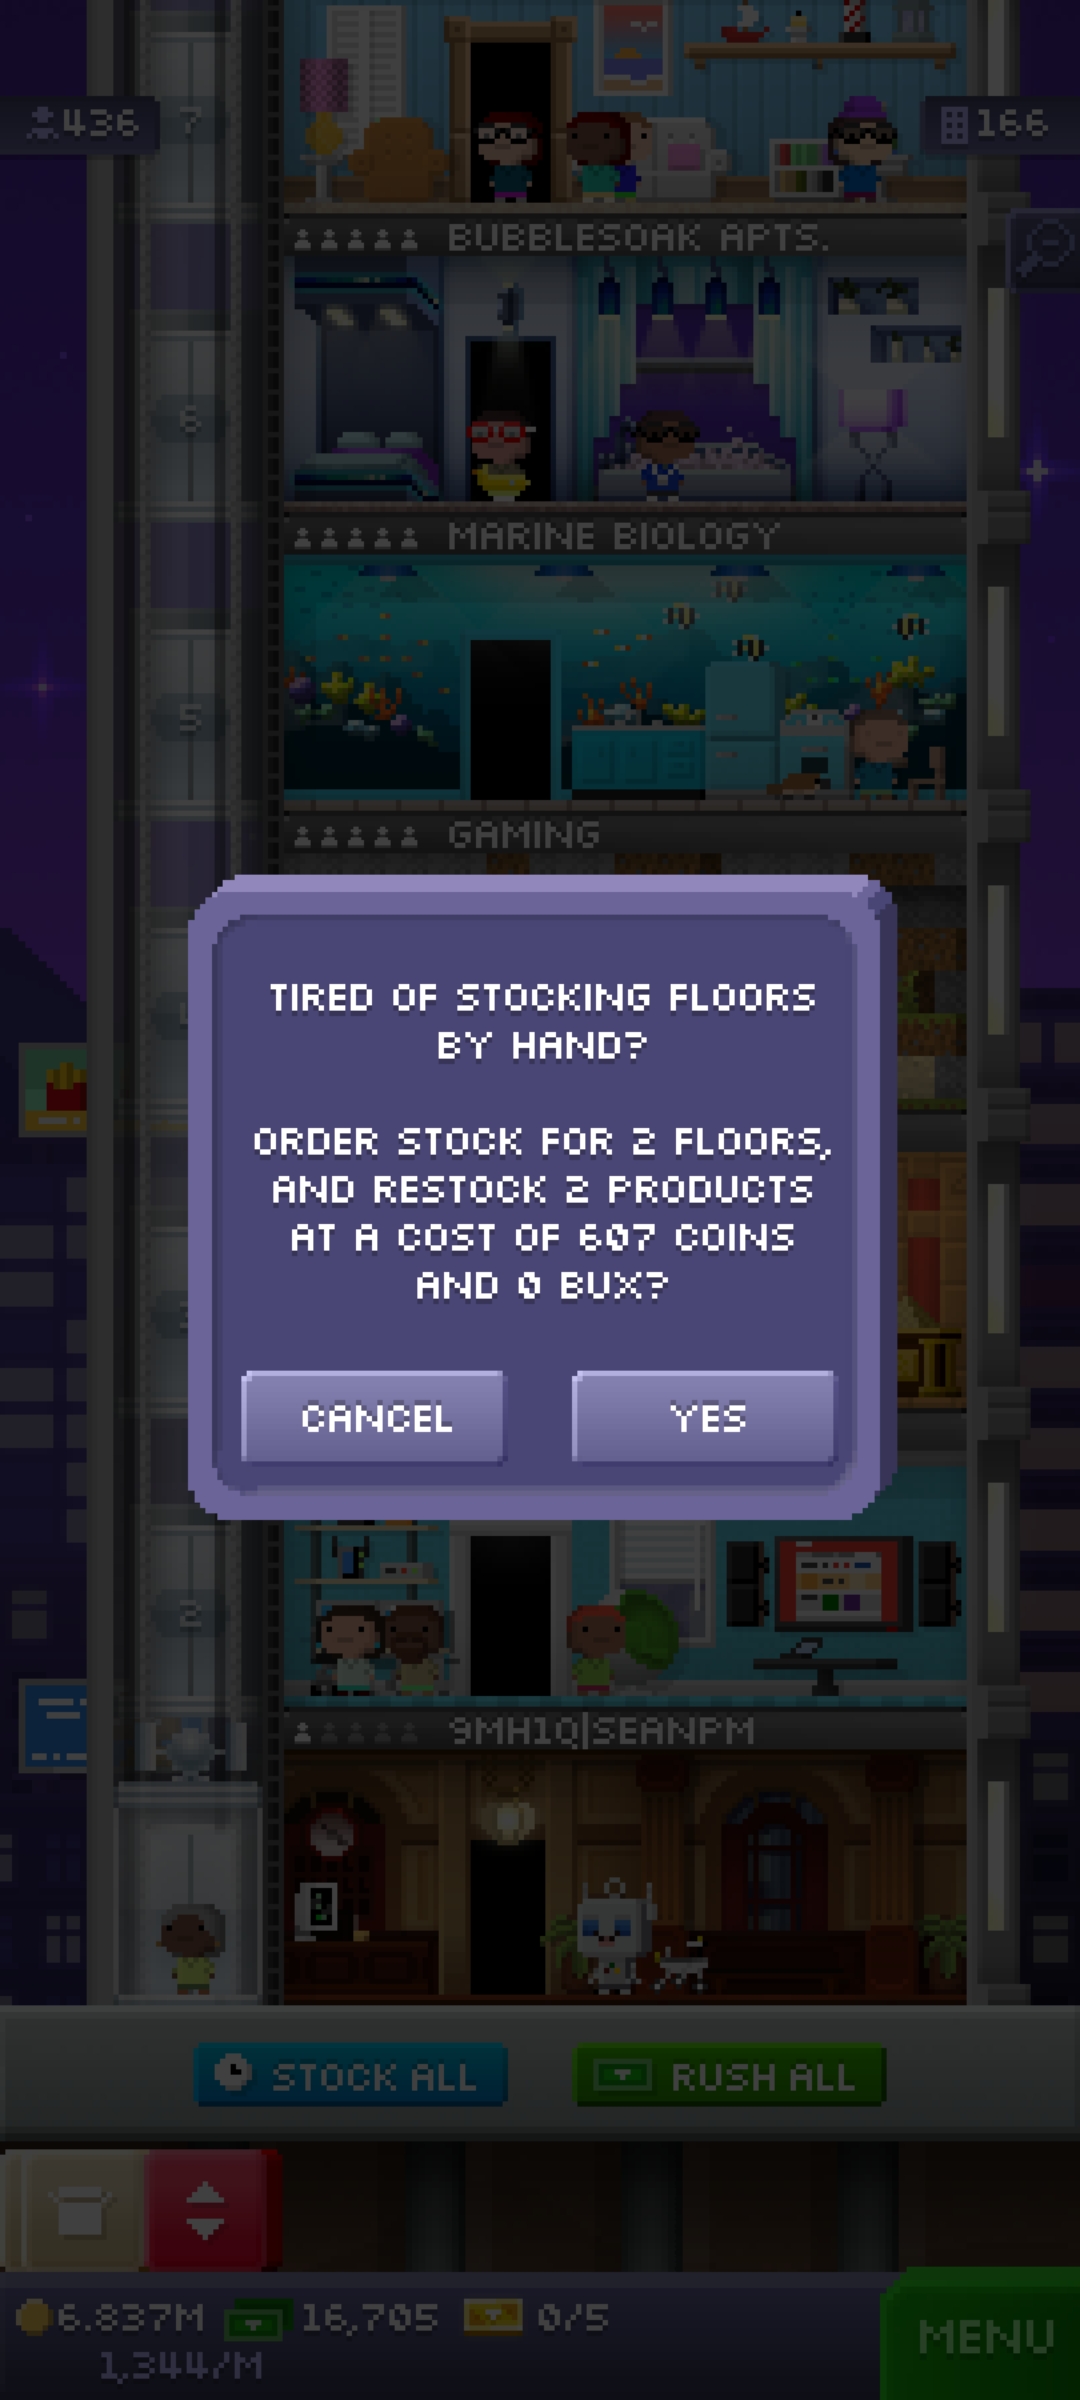 7
436
166
BUBBLESOAK APTS.
6
MARINE BIOLOGY
5
GAMING
TIRED OF STOCKING FLOORS
BY HAND?
ORDER STOCK FOR 2 FLOORS,
AND RESTOCK 2 PRODUCTS
AT A COST OF 607 COINS
AND 0 BUX?
CANCEL
YES
2
9MH1Q|SEANPM
STOCK ALL
RUSH ALL
6.837M 16,705 0/5
1,344/M
MENU